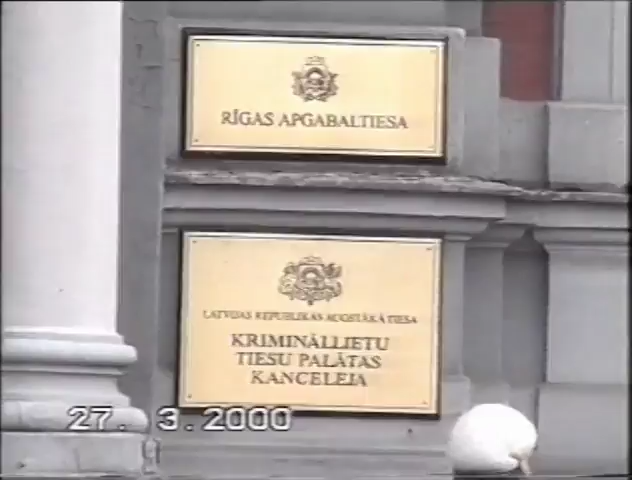 RĪGAS APGABALTIESA
LATVIJAS REPUBLIKAS AUGSTĀKĀ TIESA
KRIMINĀLLIETU
TIESU PALĀTAS
KANCELEJA
27. 3.2000